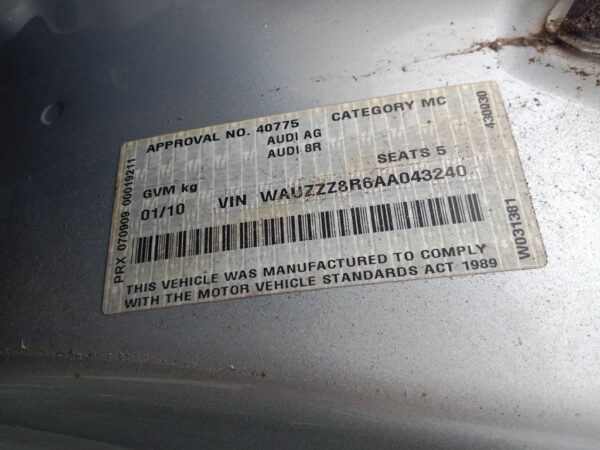 APPROVAL NO. 40775 CATEGORY MC
AUDI AG
AUDI 8R
SEATS 5
GVM kg
01/10 VIN WAUZZZ8R6AA043240
THIS VEHICLE WAS MANUFACTURED TO COMPLY
WITH THE MOTOR VEHICLE STANDARDS ACT 1989
PRX 070909 00019211
430030
W031381